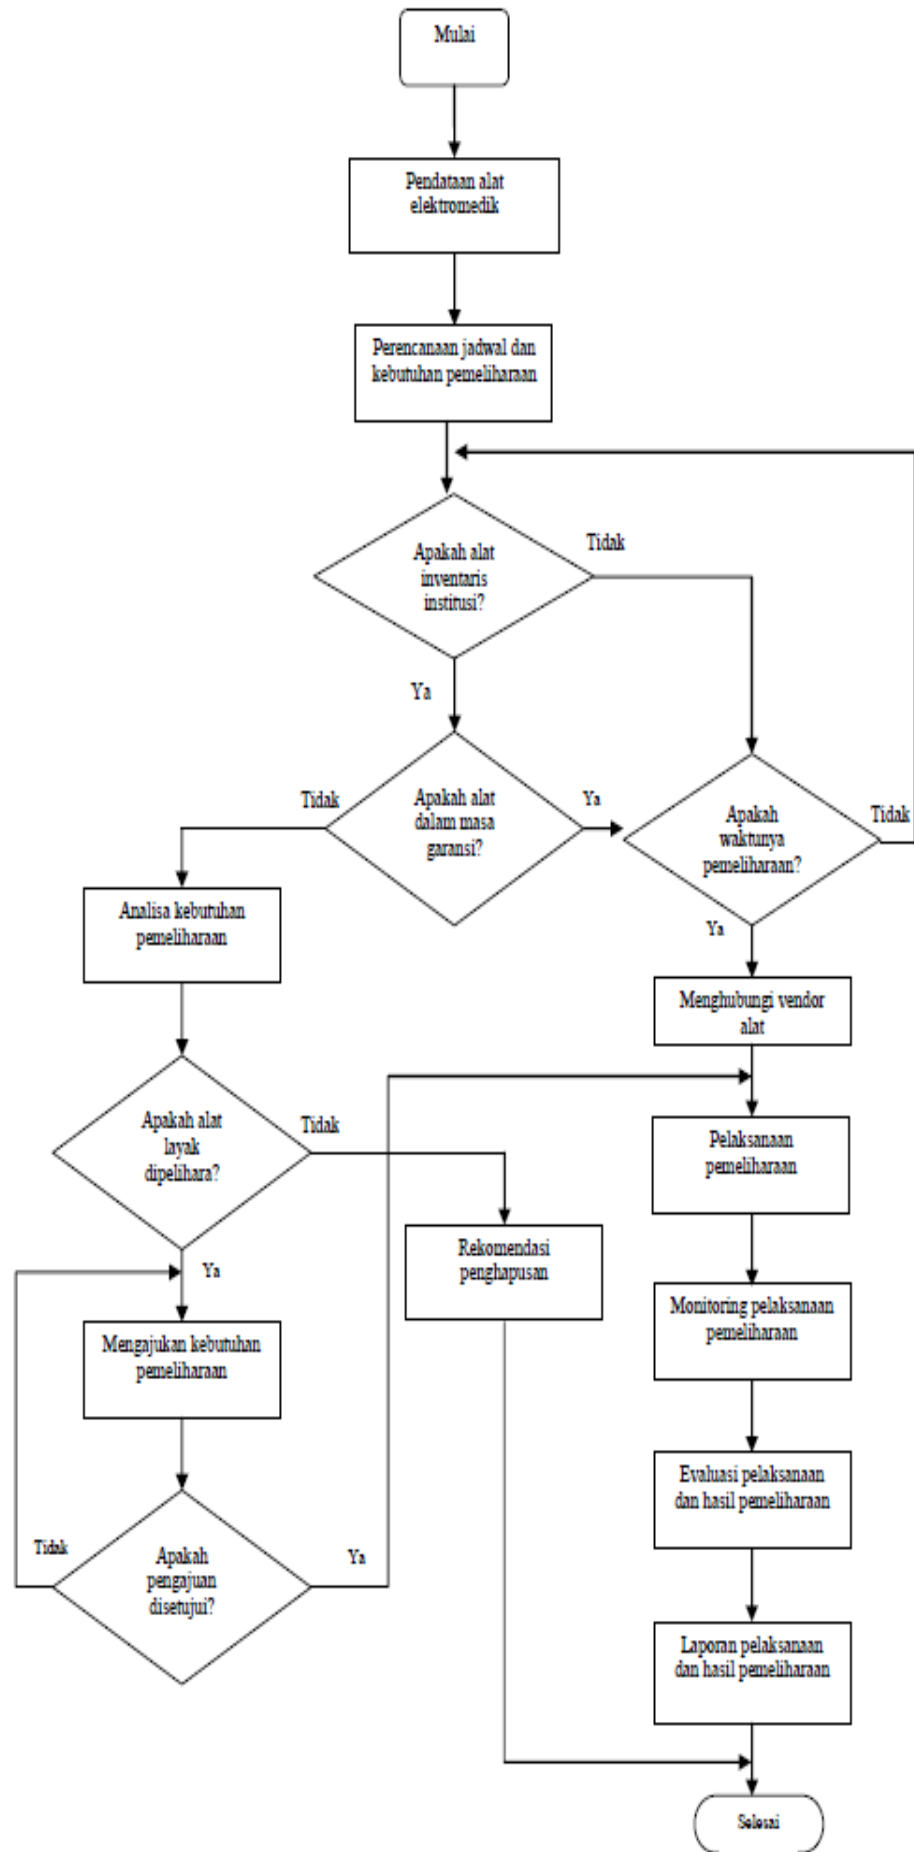 Mulai
Pendataan alat
elektromedik
Perencanaan jadwal dan
kebutuhan pemeliharaan
Apakah alat
inventaris
institusi?
Tidak
Ya
Apakah alat
dalam masa
garansi?
Tidak
Ya
Apakah
waktunya
pemeliharaan?
Tidak
Ya
Analisa kebutuhan
pemeliharaan
Menghubungi vendor
alat
Apakah alat
layak
dipelihara?
Tidak
Ya
Pelaksanaan
pemeliharaan
Rekomendasi
penghapusan
Monitoring pelaksanaan
pemeliharaan
Mengajukan kebutuhan
pemeliharaan
Evaluasi pelaksanaan
dan hasil pemeliharaan
Apakah
pengajuan
disetujui?
Tidak
Ya
Laporan pelaksanaan
dan hasil pemeliharaan
Selesai